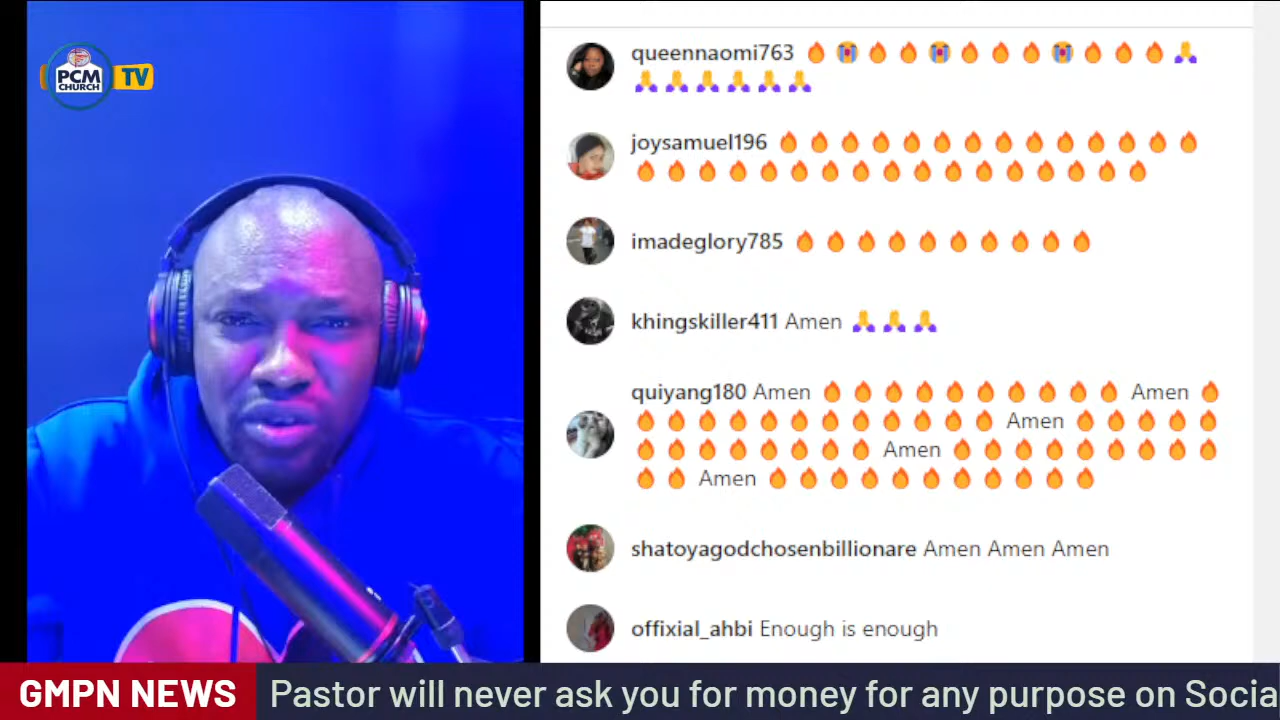 PCM
CHURCH
TV
queennaomi763 🔥 😭 🔥 🔥 😭 🔥 🔥 🔥 😭 🔥 🔥 🔥 🙏
🙏 🙏 🙏 🙏 🙏 🙏
joysamuel196 🔥 🔥 🔥 🔥 🔥 🔥 🔥 🔥 🔥 🔥 🔥 🔥 🔥 🔥
🔥 🔥 🔥 🔥 🔥 🔥 🔥 🔥 🔥 🔥 🔥 🔥 🔥 🔥 🔥 🔥 🔥
imadeglory785 🔥 🔥 🔥 🔥 🔥 🔥 🔥 🔥 🔥 🔥
khingskiller411 Amen 🙏 🙏 🙏
quiyang180 Amen 🔥 🔥 🔥 🔥 🔥 🔥 🔥 🔥 🔥 🔥 Amen 🔥
🔥 🔥 🔥 🔥 🔥 🔥 🔥 🔥 🔥 🔥 🔥 🔥 Amen 🔥 🔥 🔥 🔥 🔥
🔥 🔥 🔥 🔥 🔥 🔥 🔥 🔥 Amen 🔥 🔥 🔥 🔥 🔥 🔥 🔥 🔥 🔥
🔥 🔥 Amen 🔥 🔥 🔥 🔥 🔥 🔥 🔥 🔥 🔥 🔥 🔥
shatoyagodchosenbillionare Amen Amen Amen
offixial_ahbi Enough is enough
GMPN NEWS Pastor will never ask you for money for any purpose on Socia